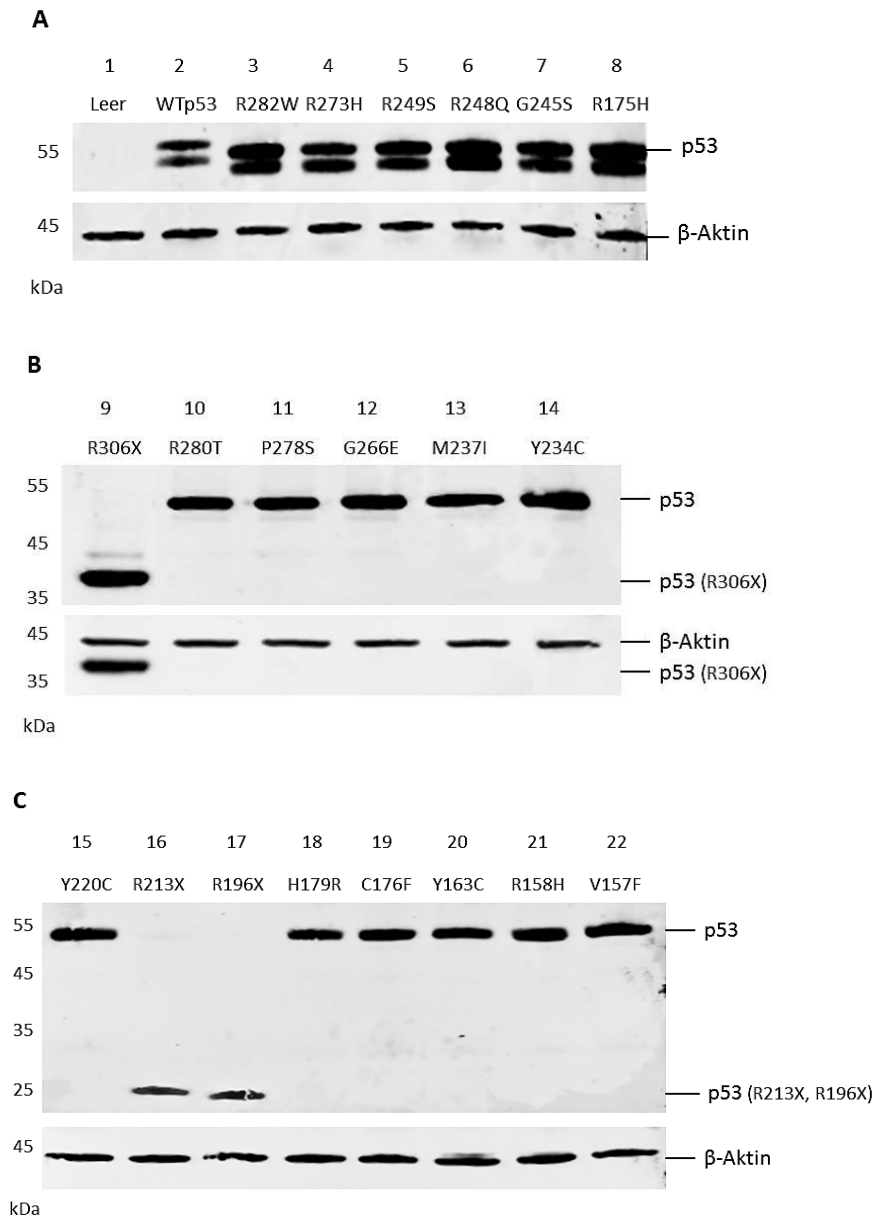 A
1 2 3 4 5 6 7 8
Leer WTp53 R282W R273H R249S R248Q G245S R175H
55 p53
45 β-Aktin
kDa
B
9 10 11 12 13 14
R306X R280T P278S G266E M237I Y234C
55 p53
45
p53 (R306X)
35
45 β-Aktin
p53 (R306X)
35
kDa
C
15 16 17 18 19 20 21 22
Y220C R213X R196X H179R C176F Y163C R158H V157F
55 p53
45
35
25 p53 (R213X, R196X)
45 β-Aktin
kDa